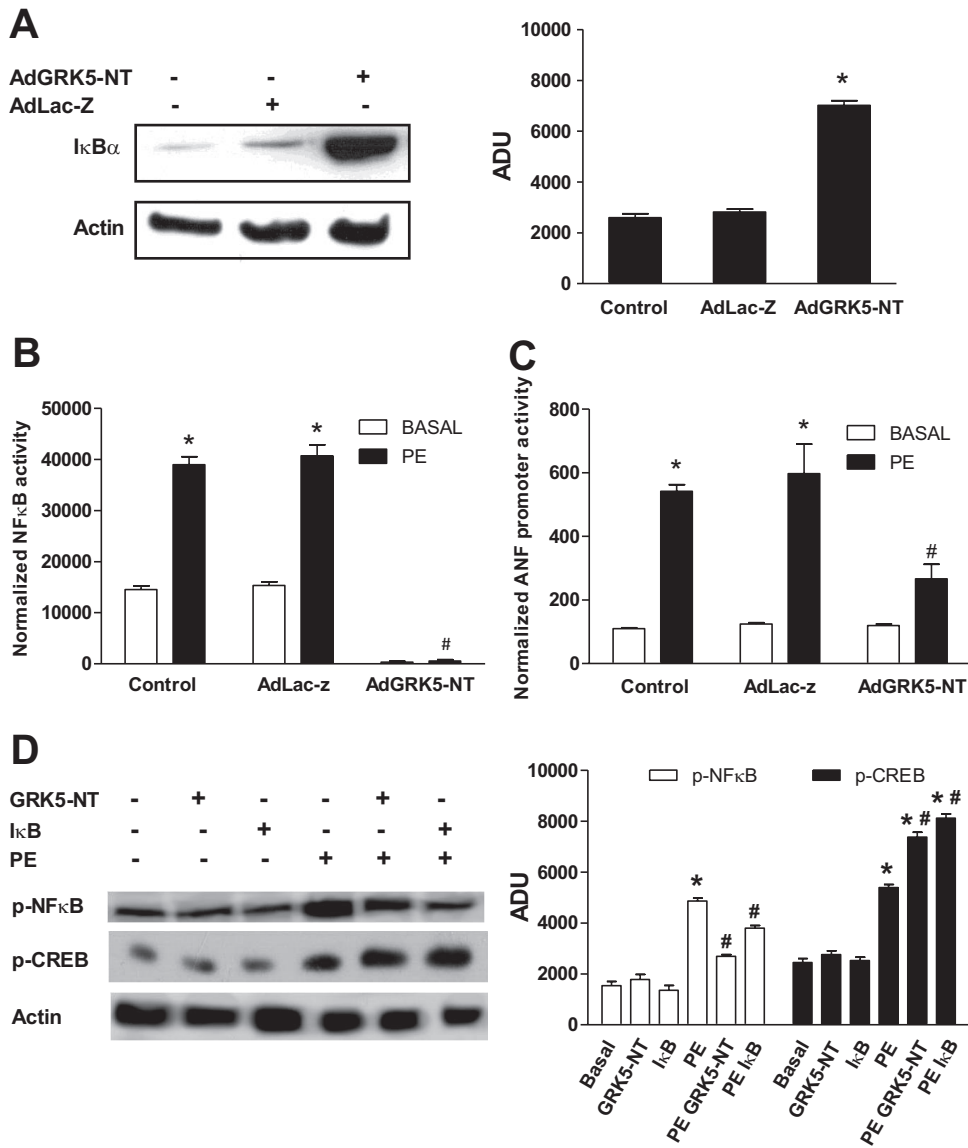 A
AdGRK5-NT - - +
AdLac-Z - + -
IκBα
Actin
10000
8000
6000
4000
2000
0
ADU
*
Control AdLac-Z AdGRK5-NT
B
Normalized NFκB activity
50000
40000
30000
20000
10000
0
BASAL
PE
* * #
Control AdLac-z AdGRK5-NT
C
Normalized ANF promoter activity
800
600
400
200
0
BASAL
PE
* * #
Control AdLac-z AdGRK5-NT
D
GRK5-NT - + - - + -
IκB - - + - - +
PE - - - + + +
p-NFκB
p-CREB
Actin
p-NFκB p-CREB
10000
8000
6000
4000
2000
0
ADU
* # # * * # * #
Basal GRK5-NT IκB PE PE GRK5-NT PE IκB Basal GRK5-NT IκB PE PE GRK5-NT PE IκB